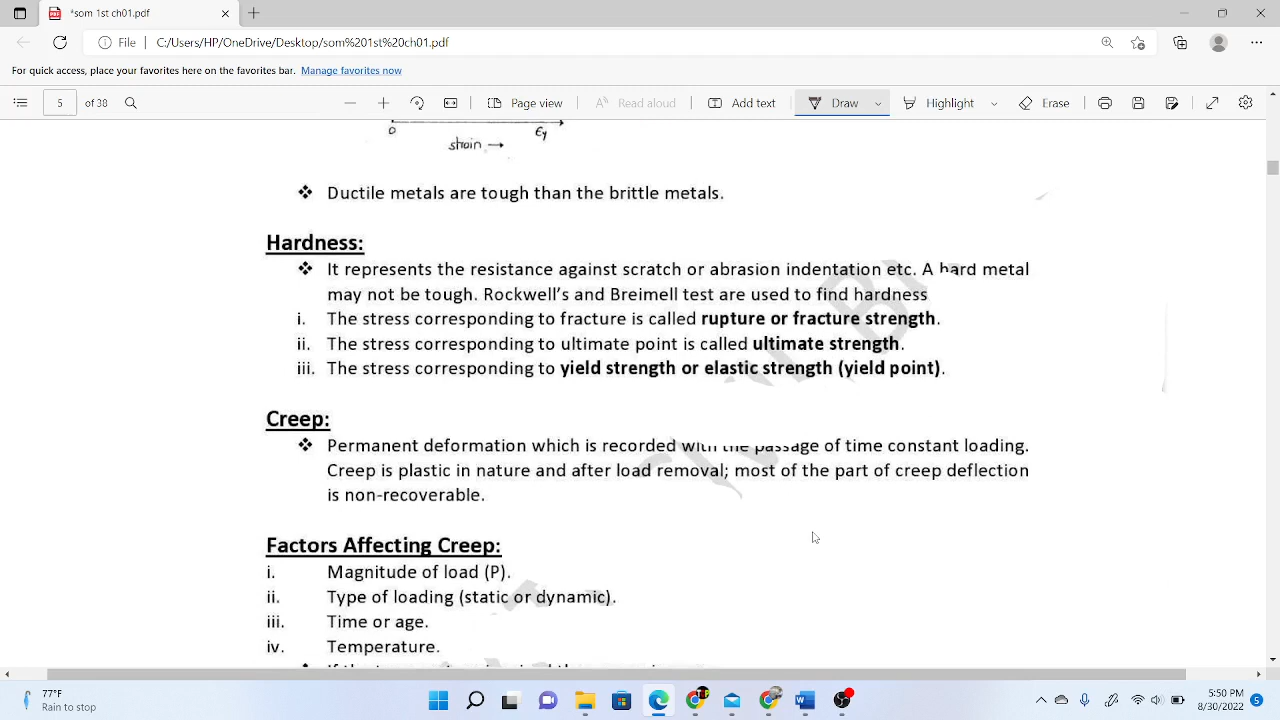 *som 1st ch01.pdf
File
C:/Users/HP/OneDrive/Desktop/som%201st%20ch01.pdf
For quick access, place your favorites here on the favorites bar. Manage favorites now
5 of 38
Page view
Read aloud
Add text
Draw
Highlight
Erase
0
Ey
strain →
❖ Ductile metals are tough than the brittle metals.
Hardness:
❖ It represents the resistance against scratch or abrasion indentation etc. A hard metal
may not be tough. Rockwell's and Breimell test are used to find hardness
i. The stress corresponding to fracture is called rupture or fracture strength.
ii. The stress corresponding to ultimate point is called ultimate strength.
iii. The stress corresponding to yield strength or elastic strength (yield point).
Creep:
❖ Permanent deformation which is recorded with the passage of time constant loading.
Creep is plastic in nature and after load removal; most of the part of creep deflection
is non-recoverable.
Factors Affecting Creep:
i. Magnitude of load (P).
ii. Type of loading (static or dynamic).
iii. Time or age.
iv. Temperature.
77°F
Rain to stop
5:50 PM
8/30/2022
5